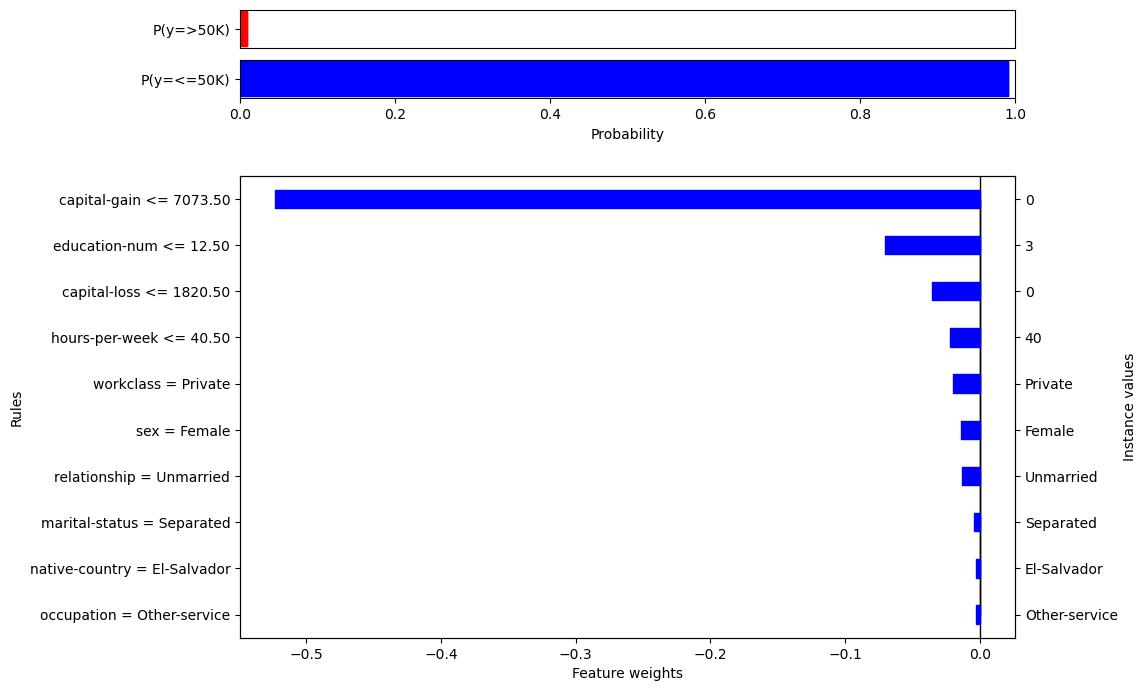 P(y=>50K)
P(y=<=50K)
0.0 0.2 0.4 0.6 0.8 1.0
Probability
capital-gain <= 7073.50 0
education-num <= 12.50 3
capital-loss <= 1820.50 0
hours-per-week <= 40.50 40
workclass = Private Private
sex = Female Female
relationship = Unmarried Unmarried
marital-status = Separated Separated
native-country = El-Salvador El-Salvador
occupation = Other-service Other-service
Rules
Instance values
−0.5 −0.4 −0.3 −0.2 −0.1 0.0
Feature weights